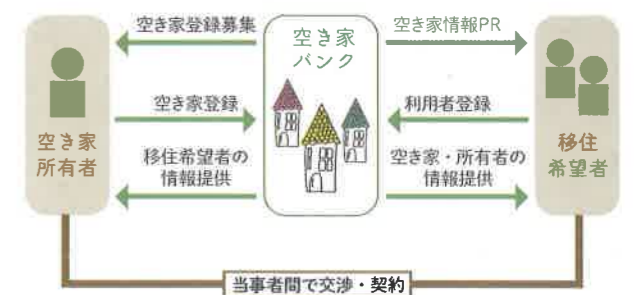 空き家登録募集
空き家情報PR
空き家
バンク
空き家登録
利用者登録
空き家
所有者
移住希望者の
情報提供
空き家・所有者の
情報提供
移住
希望者
当事者間で交渉・契約